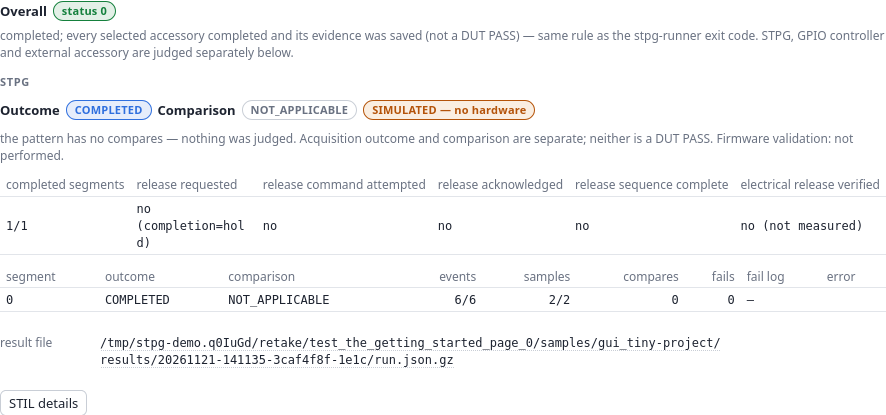 Overall status 0
completed; every selected accessory completed and its evidence was saved (not a DUT PASS) — same rule as the stpg-runner exit code. STPG, GPIO controller
and external accessory are judged separately below.
STPG
Outcome COMPLETED Comparison NOT_APPLICABLE SIMULATED — no hardware
the pattern has no compares — nothing was judged. Acquisition outcome and comparison are separate; neither is a DUT PASS. Firmware validation: not
performed.
completed segments release requested release command attempted release acknowledged release sequence complete electrical release verified
no
1/1 (completion=hol no no no no (not measured)
d)
segment outcome comparison events samples compares fails fail log error
0 COMPLETED NOT_APPLICABLE 6/6 2/2 0 0 —
result file /tmp/stpg-demo.q0IuGd/retake/test_the_getting_started_page_0/samples/gui_tiny-project/
results/20261121-141135-3caf4f8f-1e1c/run.json.gz
STIL details